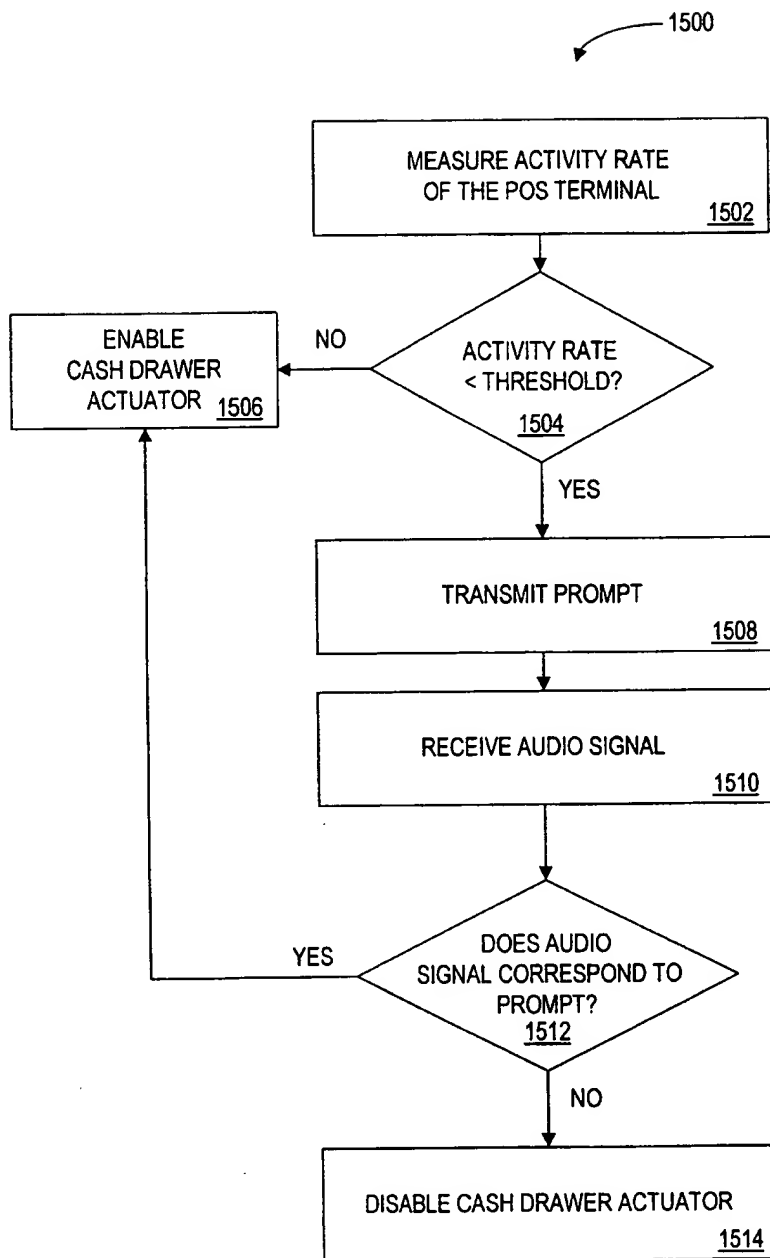 1500
MEASURE ACTIVITY RATE
OF THE POS TERMINAL
1502
ENABLE
CASH DRAWER
ACTUATOR
1506
NO
ACTIVITY RATE
< THRESHOLD?
1504
YES
TRANSMIT PROMPT
1508
RECEIVE AUDIO SIGNAL
1510
YES
DOES AUDIO
SIGNAL CORRESPOND TO
PROMPT?
1512
NO
DISABLE CASH DRAWER ACTUATOR
1514